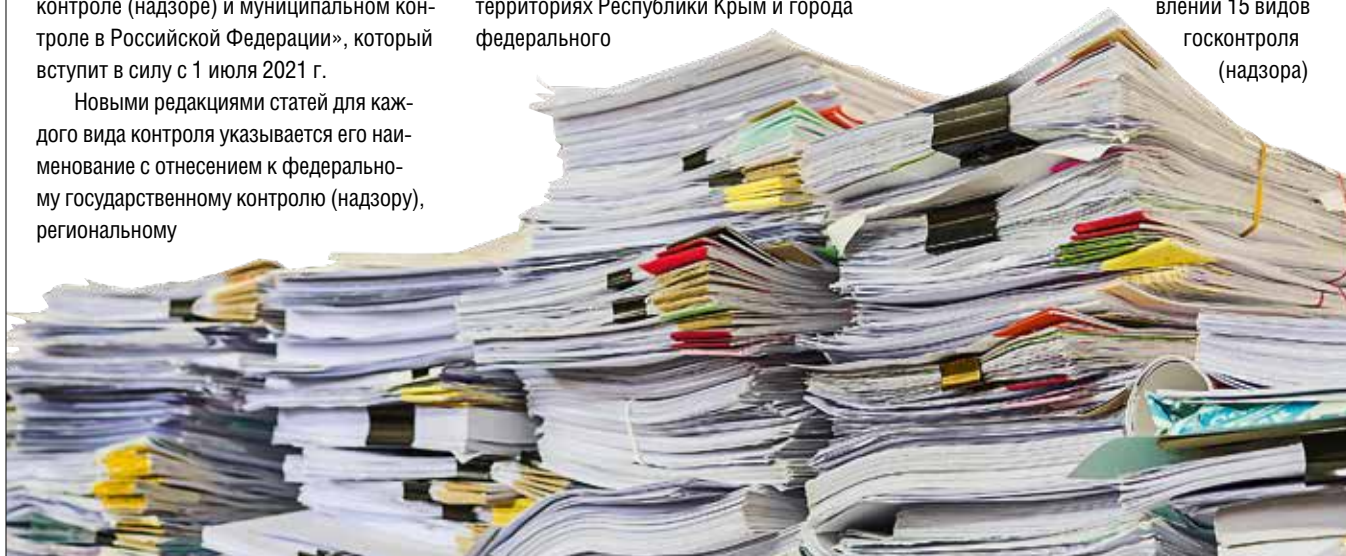 контроле (надзоре) и муниципальном кон-
троле в Российской Федерации», который
вступит в силу с 1 июля 2021 г.
Новыми редакциями статей для каж-
дого вида контроля указывается его наи-
менование с отнесением к федерально-
му государственному контролю (надзору),
региональному
территориях Республики Крым и города
федерального
влений 15 видов
госконтроля
(надзора)